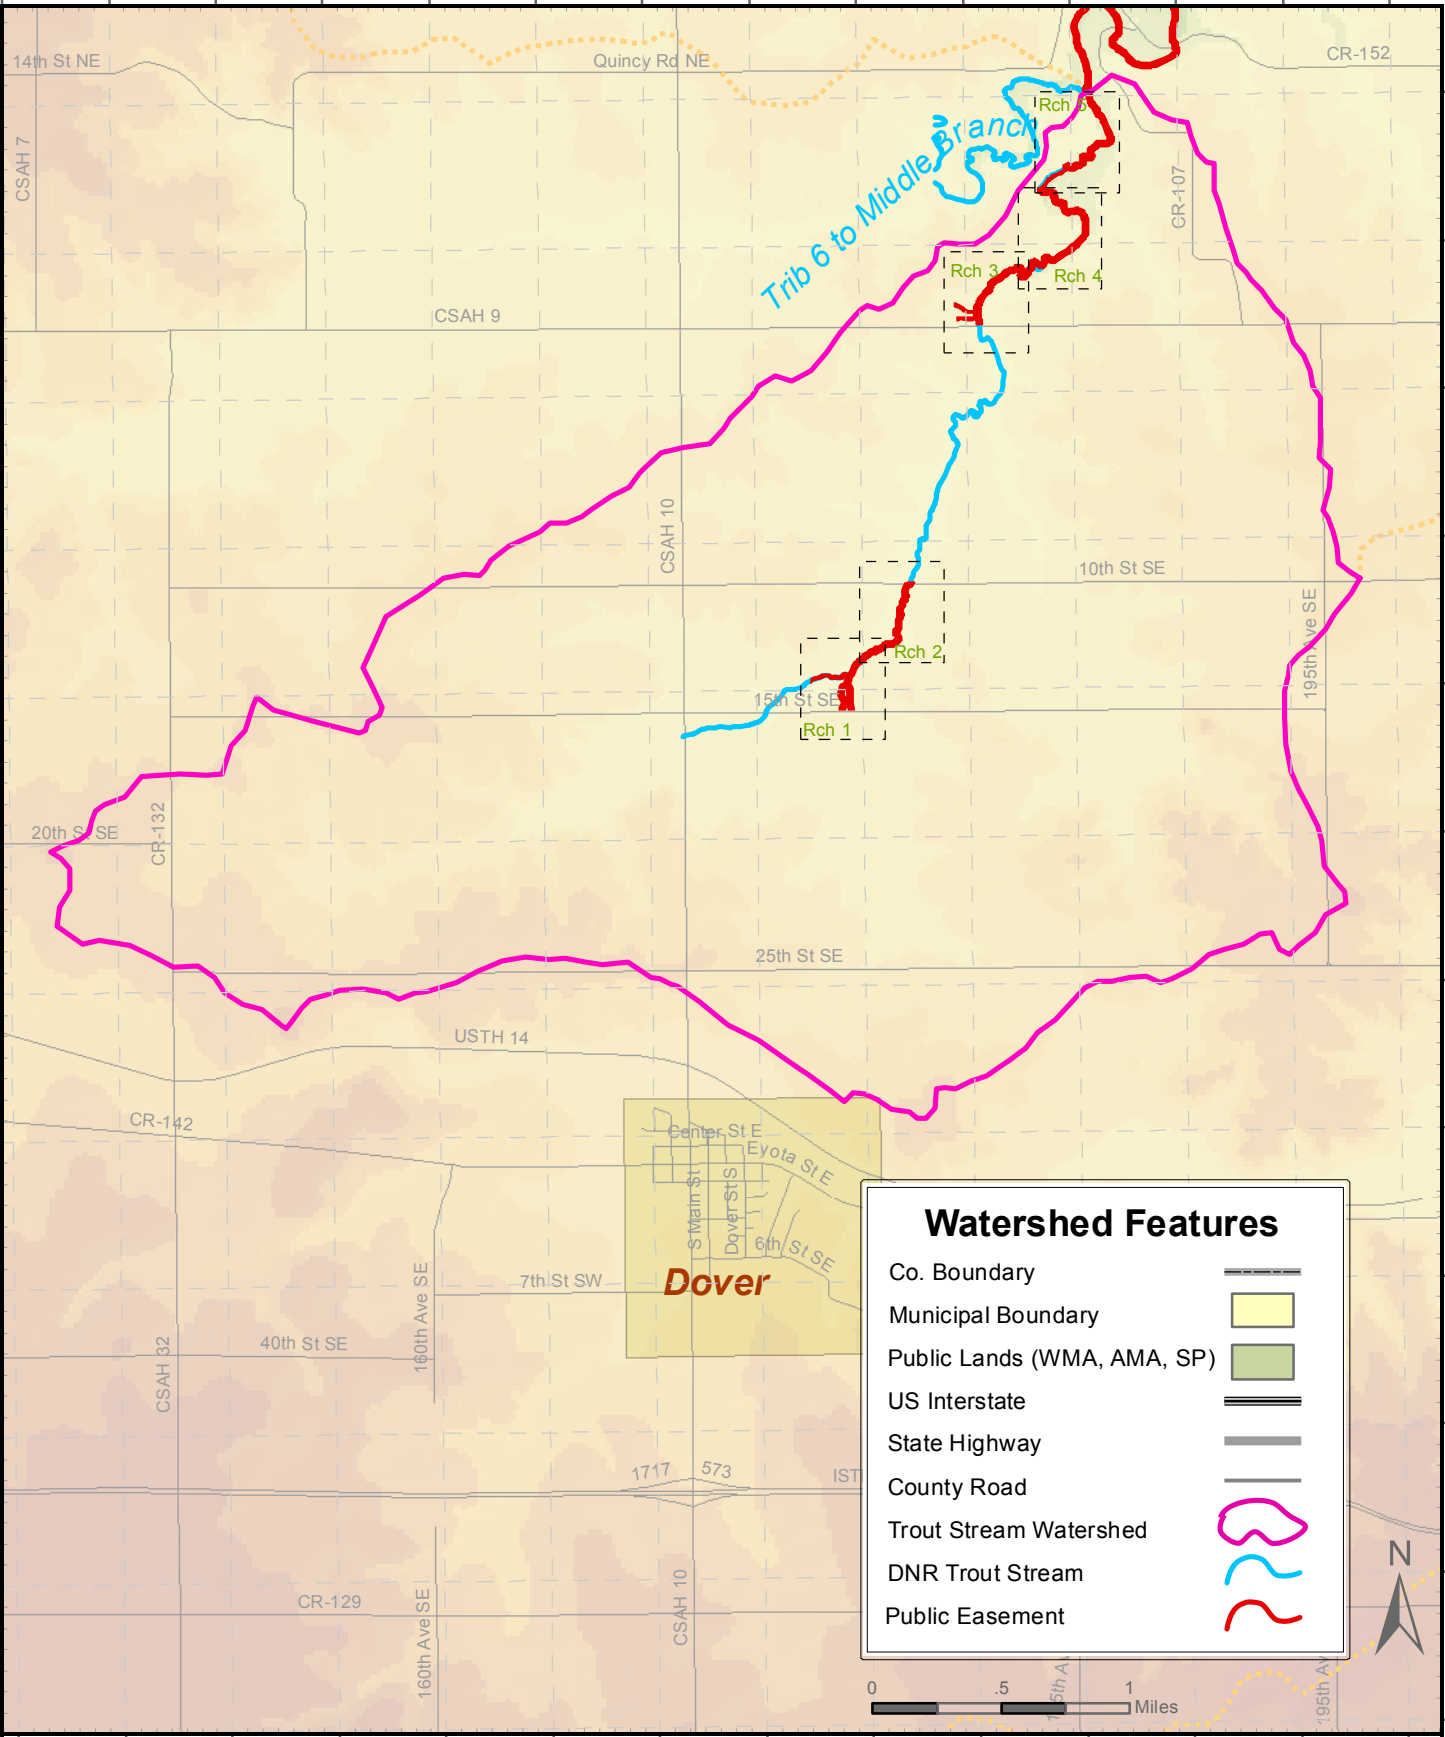 14th St NE
Quincy Rd NE
CR-152
Rch 5
Trib 6 to Middle Branch
CSAH 7
CR-107
Rch 3
Rch 4
CSAH 9
CSAH 10
10th St SE
195th Ave SE
Rch 2
15th St SE
Rch 1
20th St SE
CR-132
25th St SE
USTH 14
CR-142
Center St E
Eyota St E
S Main St
Dover St S
6th St SE
Dover
7th St SW
160th Ave SE
40th St SE
CSAH 32
1717
573
IST
CR-129
160th Ave SE
CSAH 10
Watershed Features
Co. Boundary
Municipal Boundary
Public Lands (WMA, AMA, SP)
US Interstate
State Highway
County Road
Trout Stream Watershed
DNR Trout Stream
Public Easement
N
0 .5 1
Miles
195th Av